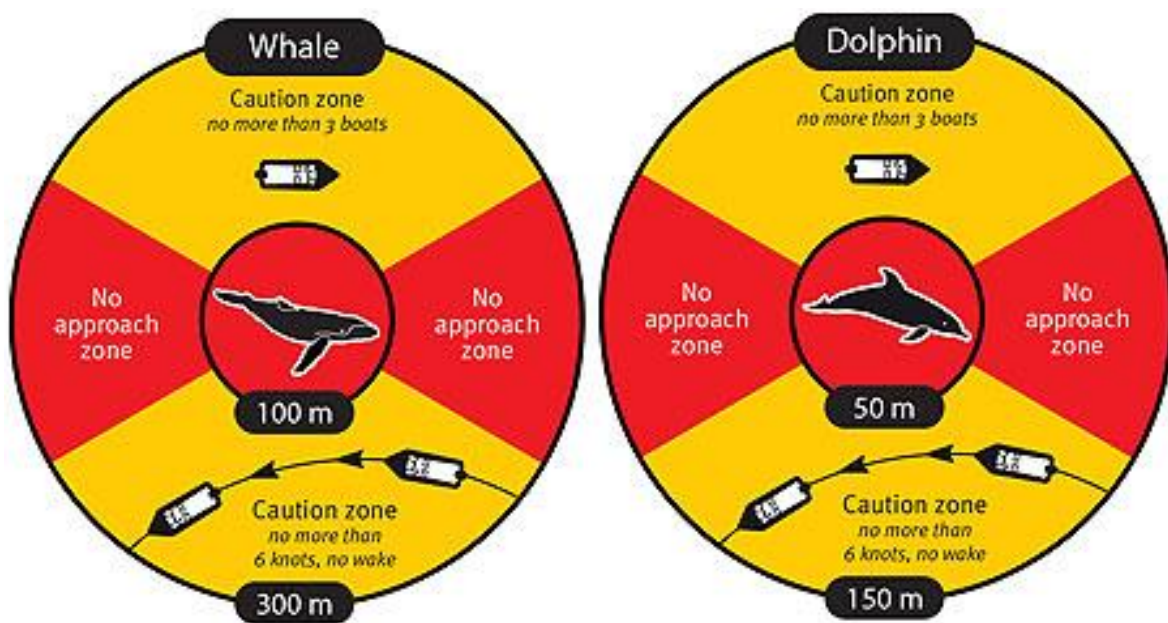 Whale
Caution zone
no more than 3 boats
No
approach
zone
No
approach
zone
100 m
Caution zone
no more than
6 knots, no wake
300 m
Dolphin
Caution zone
no more than 3 boats
No
approach
zone
No
approach
zone
50 m
Caution zone
no more than
6 knots, no wake
150 m